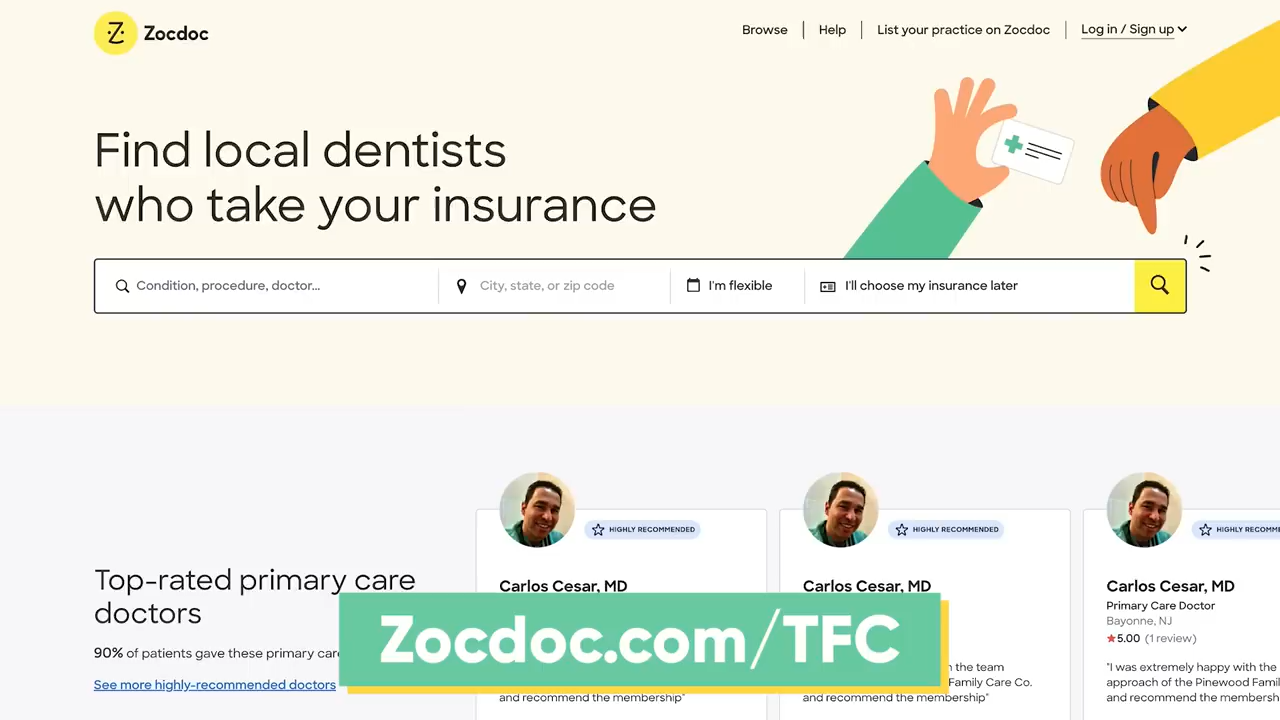 Zocdoc
Browse
Help
List your practice on Zocdoc
Log in / Sign up
Find local dentists
who take your insurance
Condition, procedure, doctor...
City, state, or zip code
I'm flexible
I'll choose my insurance later
Top-rated primary care
doctors
90% of patients gave these primary care
See more highly-recommended doctors
HIGHLY RECOMMENDED
Carlos Cesar, MD
and recommend the membership"
HIGHLY RECOMMENDED
Carlos Cesar, MD
the team
Family Care Co.
and recommend the membership"
HIGHLY
Carlos Cesar, MD
Primary Care Doctor
Bayonne, NJ
5.00 (1 review)
"I was extremely happy with the
approach of the Pinewood
and recommend the
Zocdoc.com/TFC